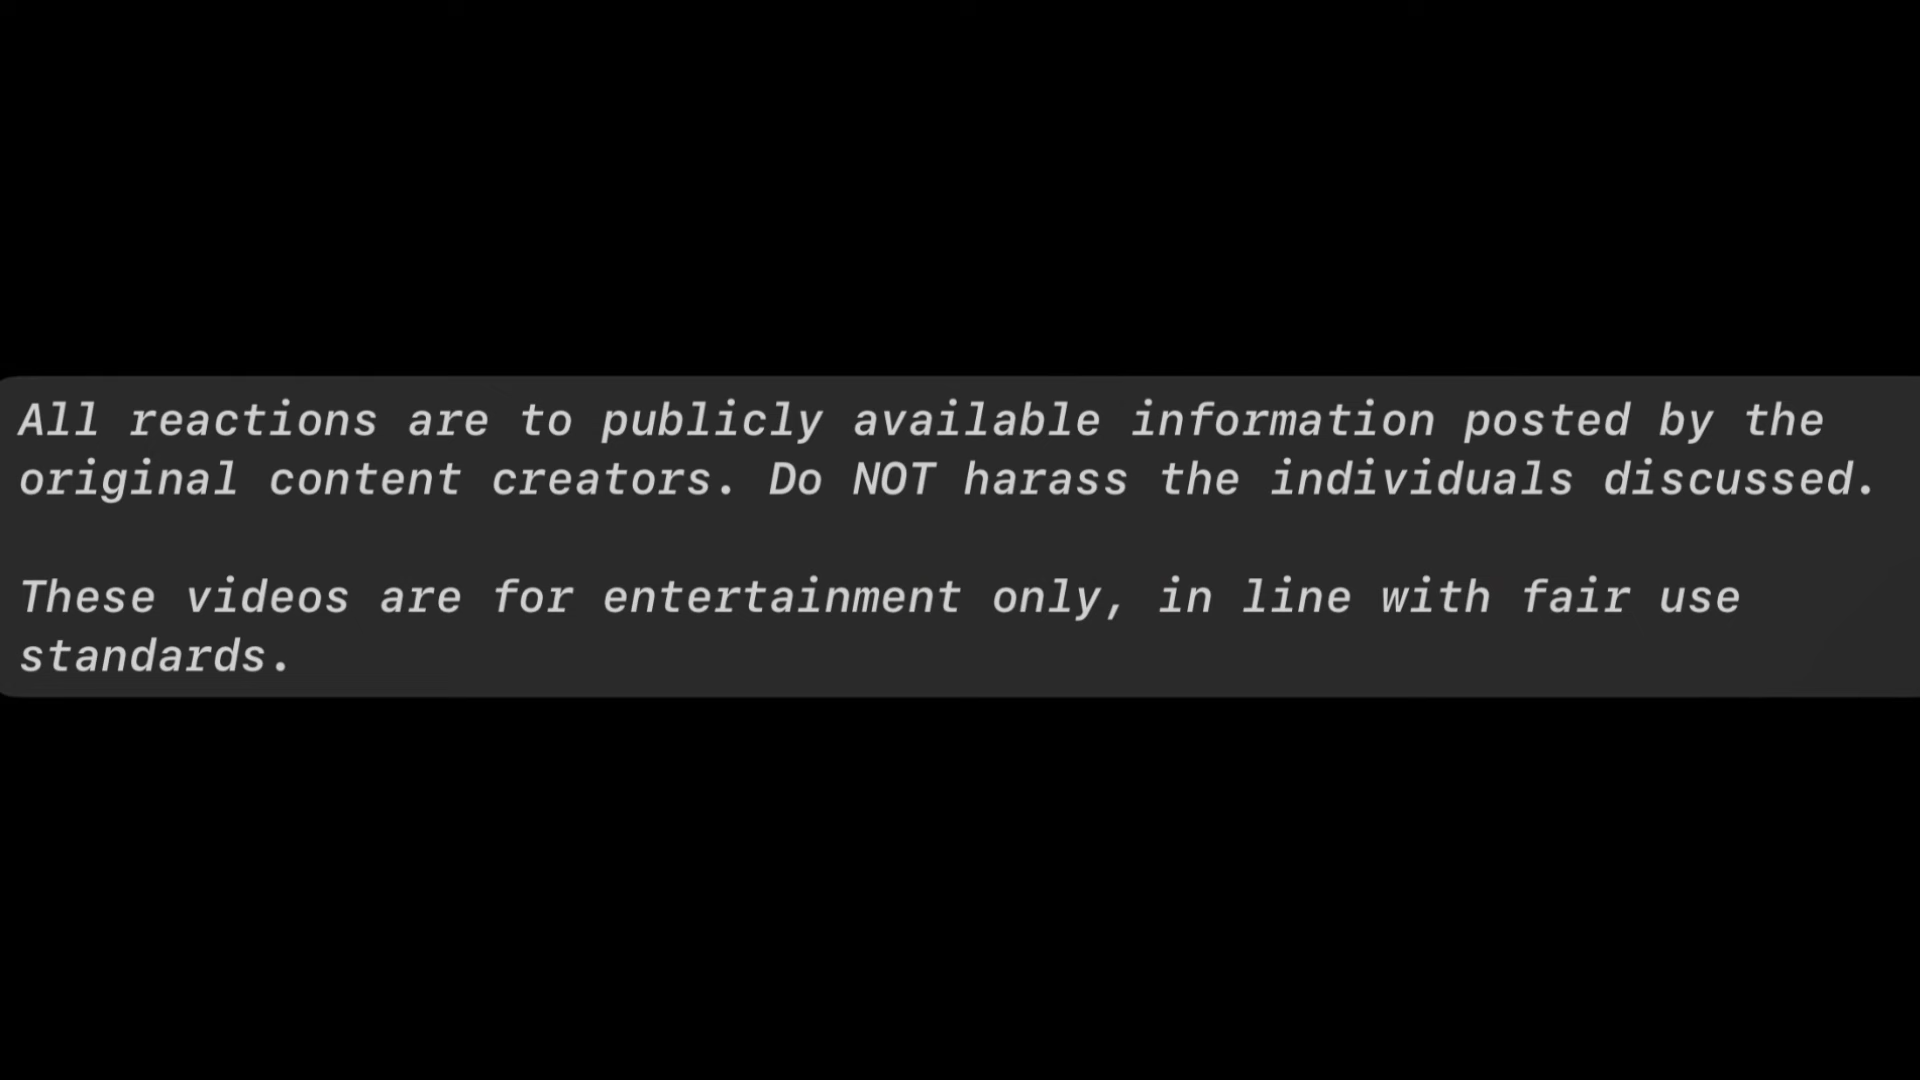 All reactions are to publicly available information posted by the
original content creators. Do NOT harass the individuals discussed.
These videos are for entertainment only, in line with fair use
standards.